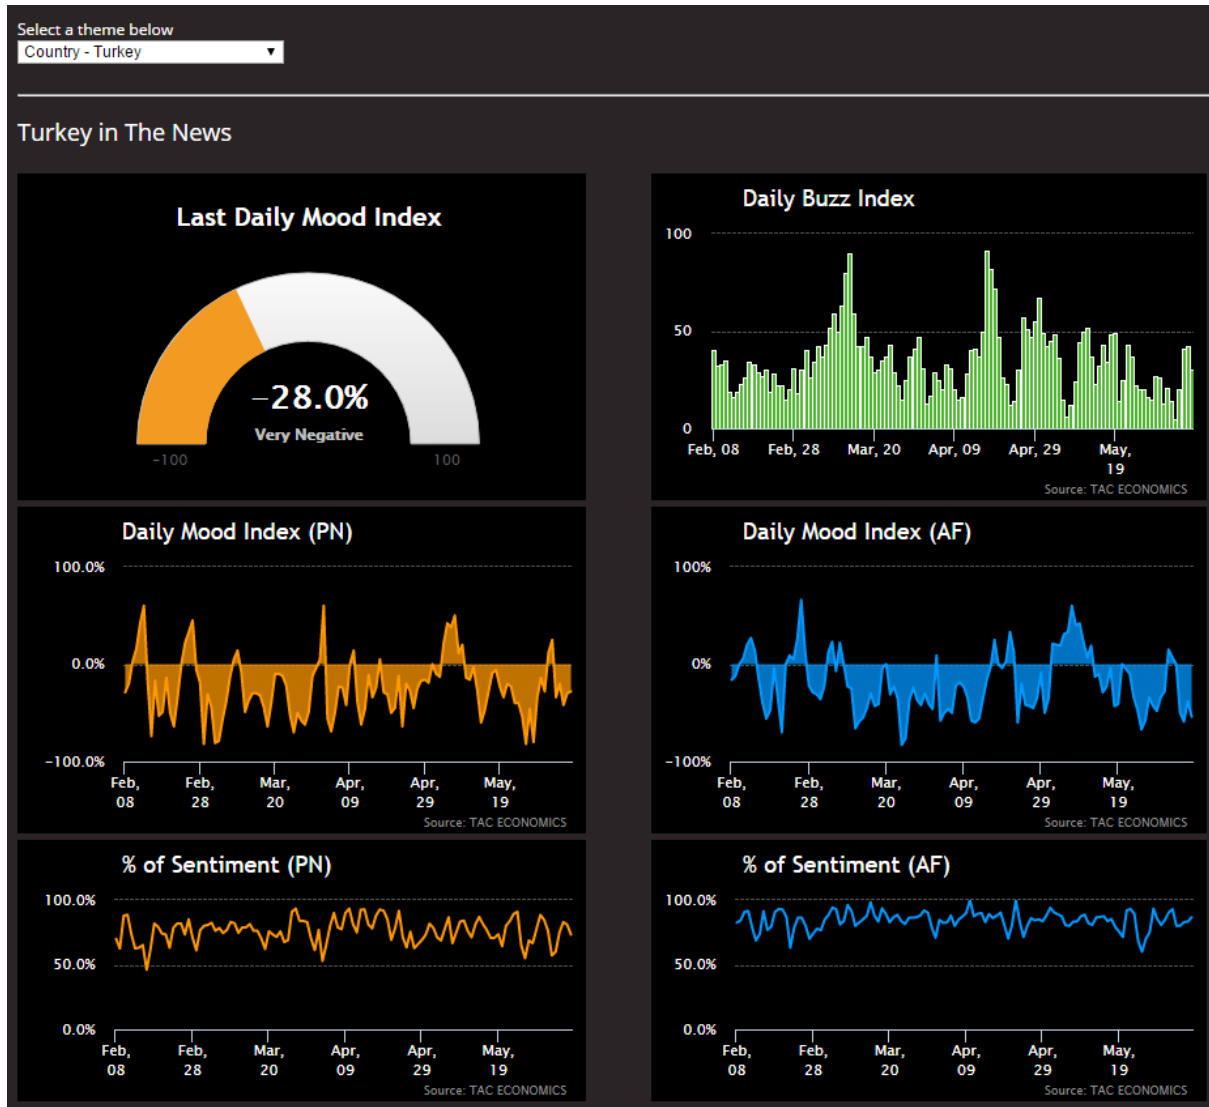 Select a theme below
Country - Turkey
Turkey in The News
Last Daily Mood Index
-28.0%
Very Negative
-100
100
Daily Buzz Index
100
50
0
Feb, 08 Feb, 28 Mar, 20 Apr, 09 Apr, 29 May,
19
Source: TAC ECONOMICS
Daily Mood Index (PN)
100.0%
0.0%
-100.0%
Feb, Feb, Mar, Apr, Apr, May,
08 28 20 09 29 19
Source: TAC ECONOMICS
Daily Mood Index (AF)
100%
0%
-100%
Feb, Feb, Mar, Apr, Apr, May,
08 28 20 09 29 19
Source: TAC ECONOMICS
% of Sentiment (PN)
100.0%
50.0%
0.0%
Feb, Feb, Mar, Apr, Apr, May,
08 28 20 09 29 19
Source: TAC ECONOMICS
% of Sentiment (AF)
100.0%
50.0%
0.0%
Feb, Feb, Mar, Apr, Apr, May,
08 28 20 09 29 19
Source: TAC ECONOMICS